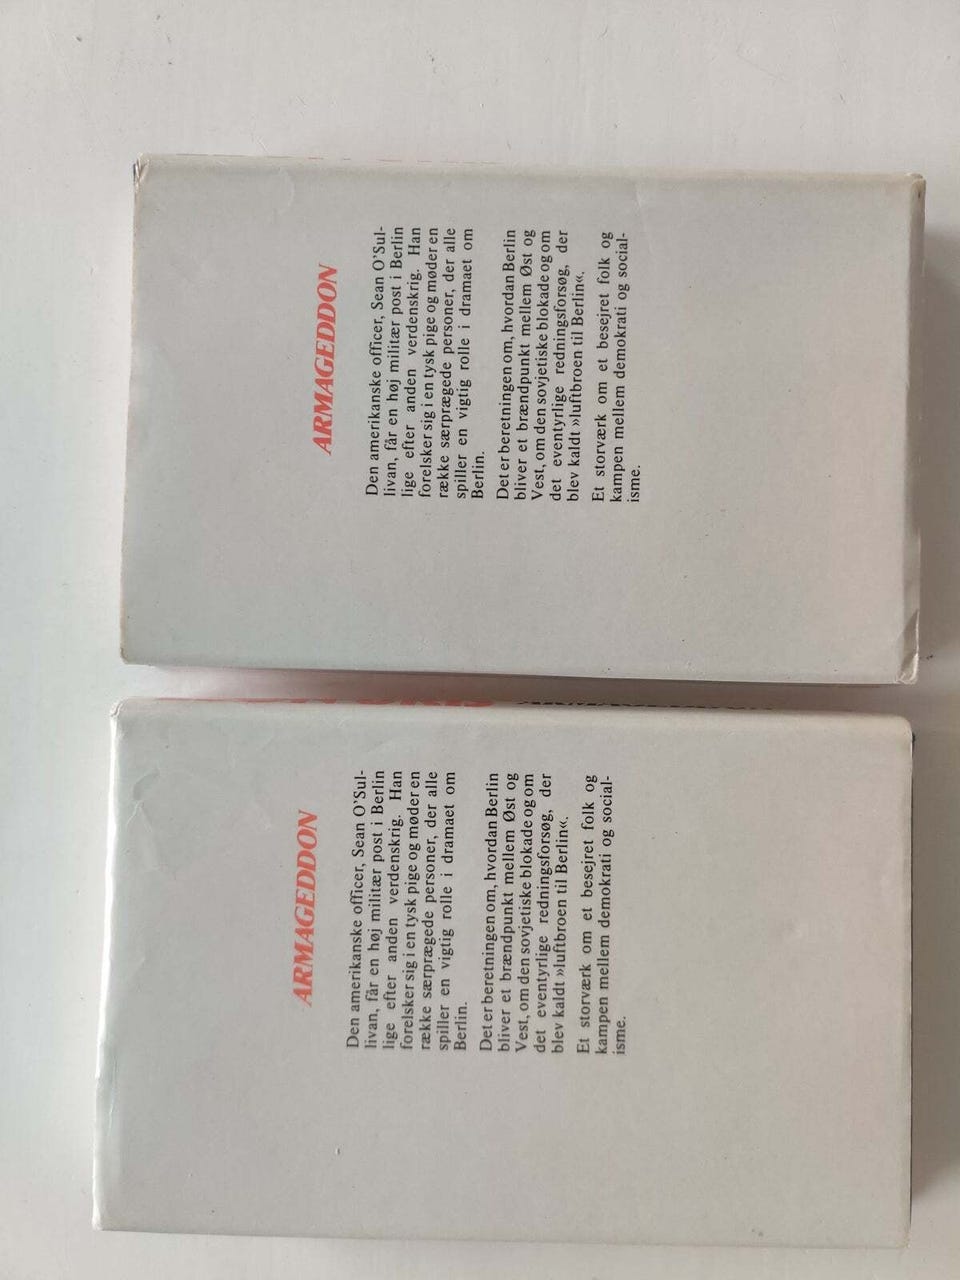 ARMAGEDDON
Den amerikanske officer, Sean O'Sul-
livan, får en høj militær post i Berlin
lige efter anden verdenskrig. Han
forelsker sig i en tysk pige og møder en
række særprægede personer, der alle
spiller en vigtig rolle i dramaet om
Berlin.
Det er beretningen om, hvordan Berlin
bliver et brændpunkt mellem Øst og
Vest, om den sovjetiske blokade og om
det eventyrlige redningsforsøg, der
blev kaldt »luftbroen til Berlin«.
Et storværk om et besejret folk og
kampen mellem demokrati og social-
isme.
ARMAGEDDON
Den amerikanske officer, Sean O'Sul-
livan, får en høj militær post i Berlin
lige efter anden verdenskrig. Han
forelsker sig i en tysk pige og møder en
række særprægede personer, der alle
spiller en vigtig rolle i dramaet om
Berlin.
Det er beretningen om, hvordan Berlin
bliver et brændpunkt mellem Øst og
Vest, om den sovjetiske blokade og om
det eventyrlige redningsforsøg, der
blev kaldt »luftbroen til Berlin«.
Et storværk om et besejret folk og
kampen mellem demokrati og social-
isme.